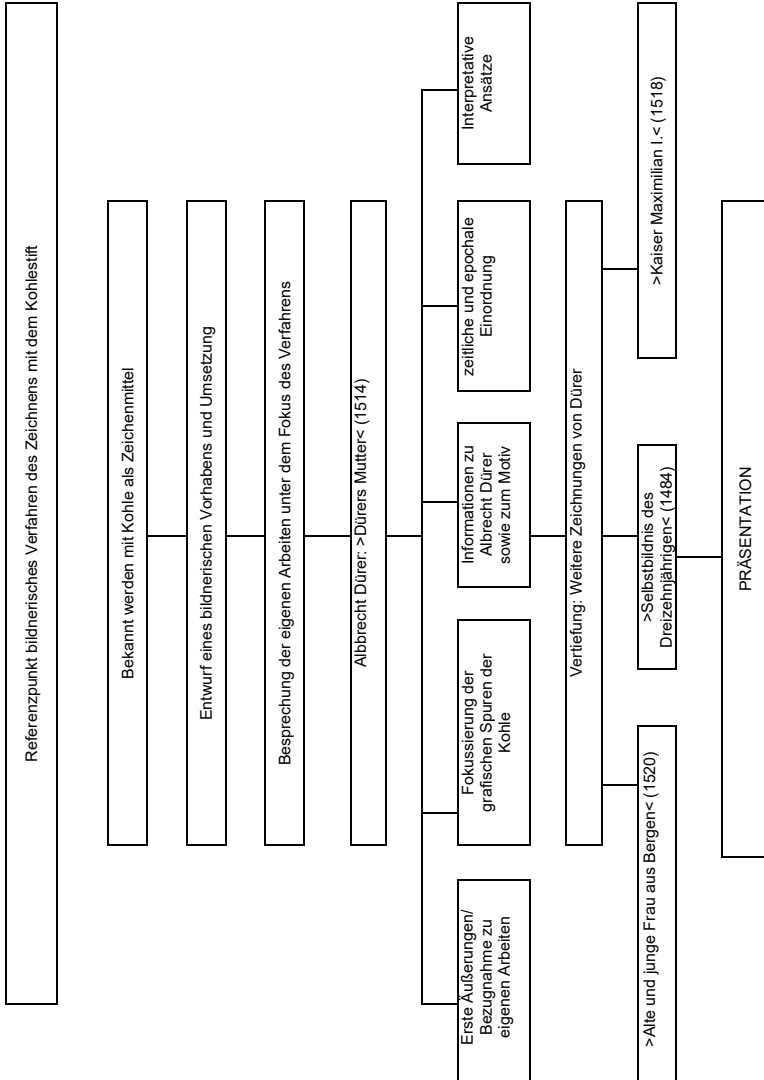 Referenzpunkt bildnerisches Verfahren des Zeichnens mit dem Kohlestift
Bekannt werden mit Kohle als Zeichenmittel
Entwurf eines bildnerischen Vorhabens und Umsetzung
Besprechung der eigenen Arbeiten unter dem Fokus des Verfahrens
Albbrecht Dürer: >Dürers Mutter< (1514)
Erste Äußerungen/
Bezugnahme zu
eigenen Arbeiten
Fokussierung der
grafischen Spuren der
Kohle
Informationen zu
Albrecht Dürer
sowie zum Motiv
zeitliche und epochale
Einordnung
Interpretative
Ansätze
Vertiefung: Weitere Zeichnungen von Dürer
>Alte und junge Frau aus Bergen< (1520)
>Selbstbildnis des
Dreizehnjährigen< (1484)
>Kaiser Maximilian I.< (1518)
PRÄSENTATION